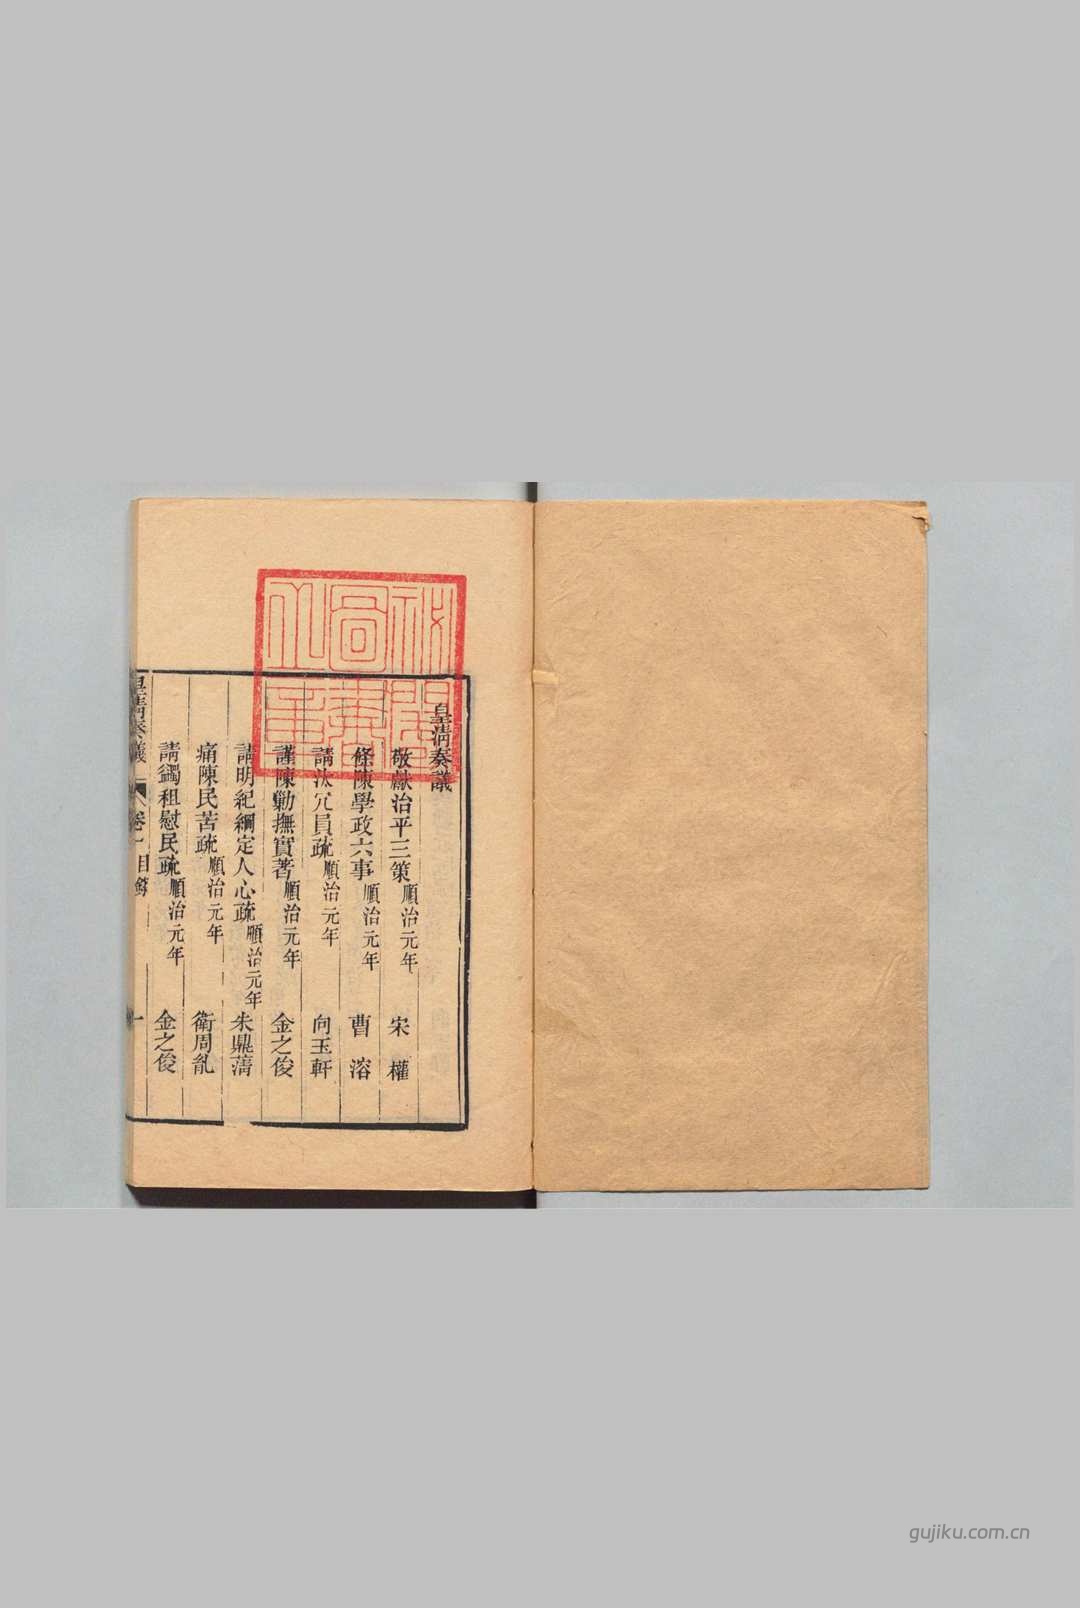 皇淸奏議
敬獻治平三策順治元年 宋權
條陳學政六事順治元年 曹溶
請汰冗員疏順治元年 向玉軒
謹陳勦撫實著順治元年 金之俊
請明紀綱定人心疏順治元年 朱鼎藩
痛陳民苦疏順治元年 衛周亂
請蠲租慰民疏順治元年 金之俊
皇淸奏議 卷一目錄 一
gujiku.com.cn